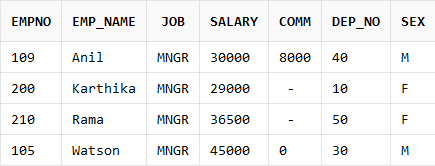 EMPNO EMP_NAME JOB SALARY COMM DEP_NO SEX
109 Anil MNGR 30000 8000 40 M
200 Karthika MNGR 29000 - 10 F
210 Rama MNGR 36500 - 50 F
105 Watson MNGR 45000 0 30 M